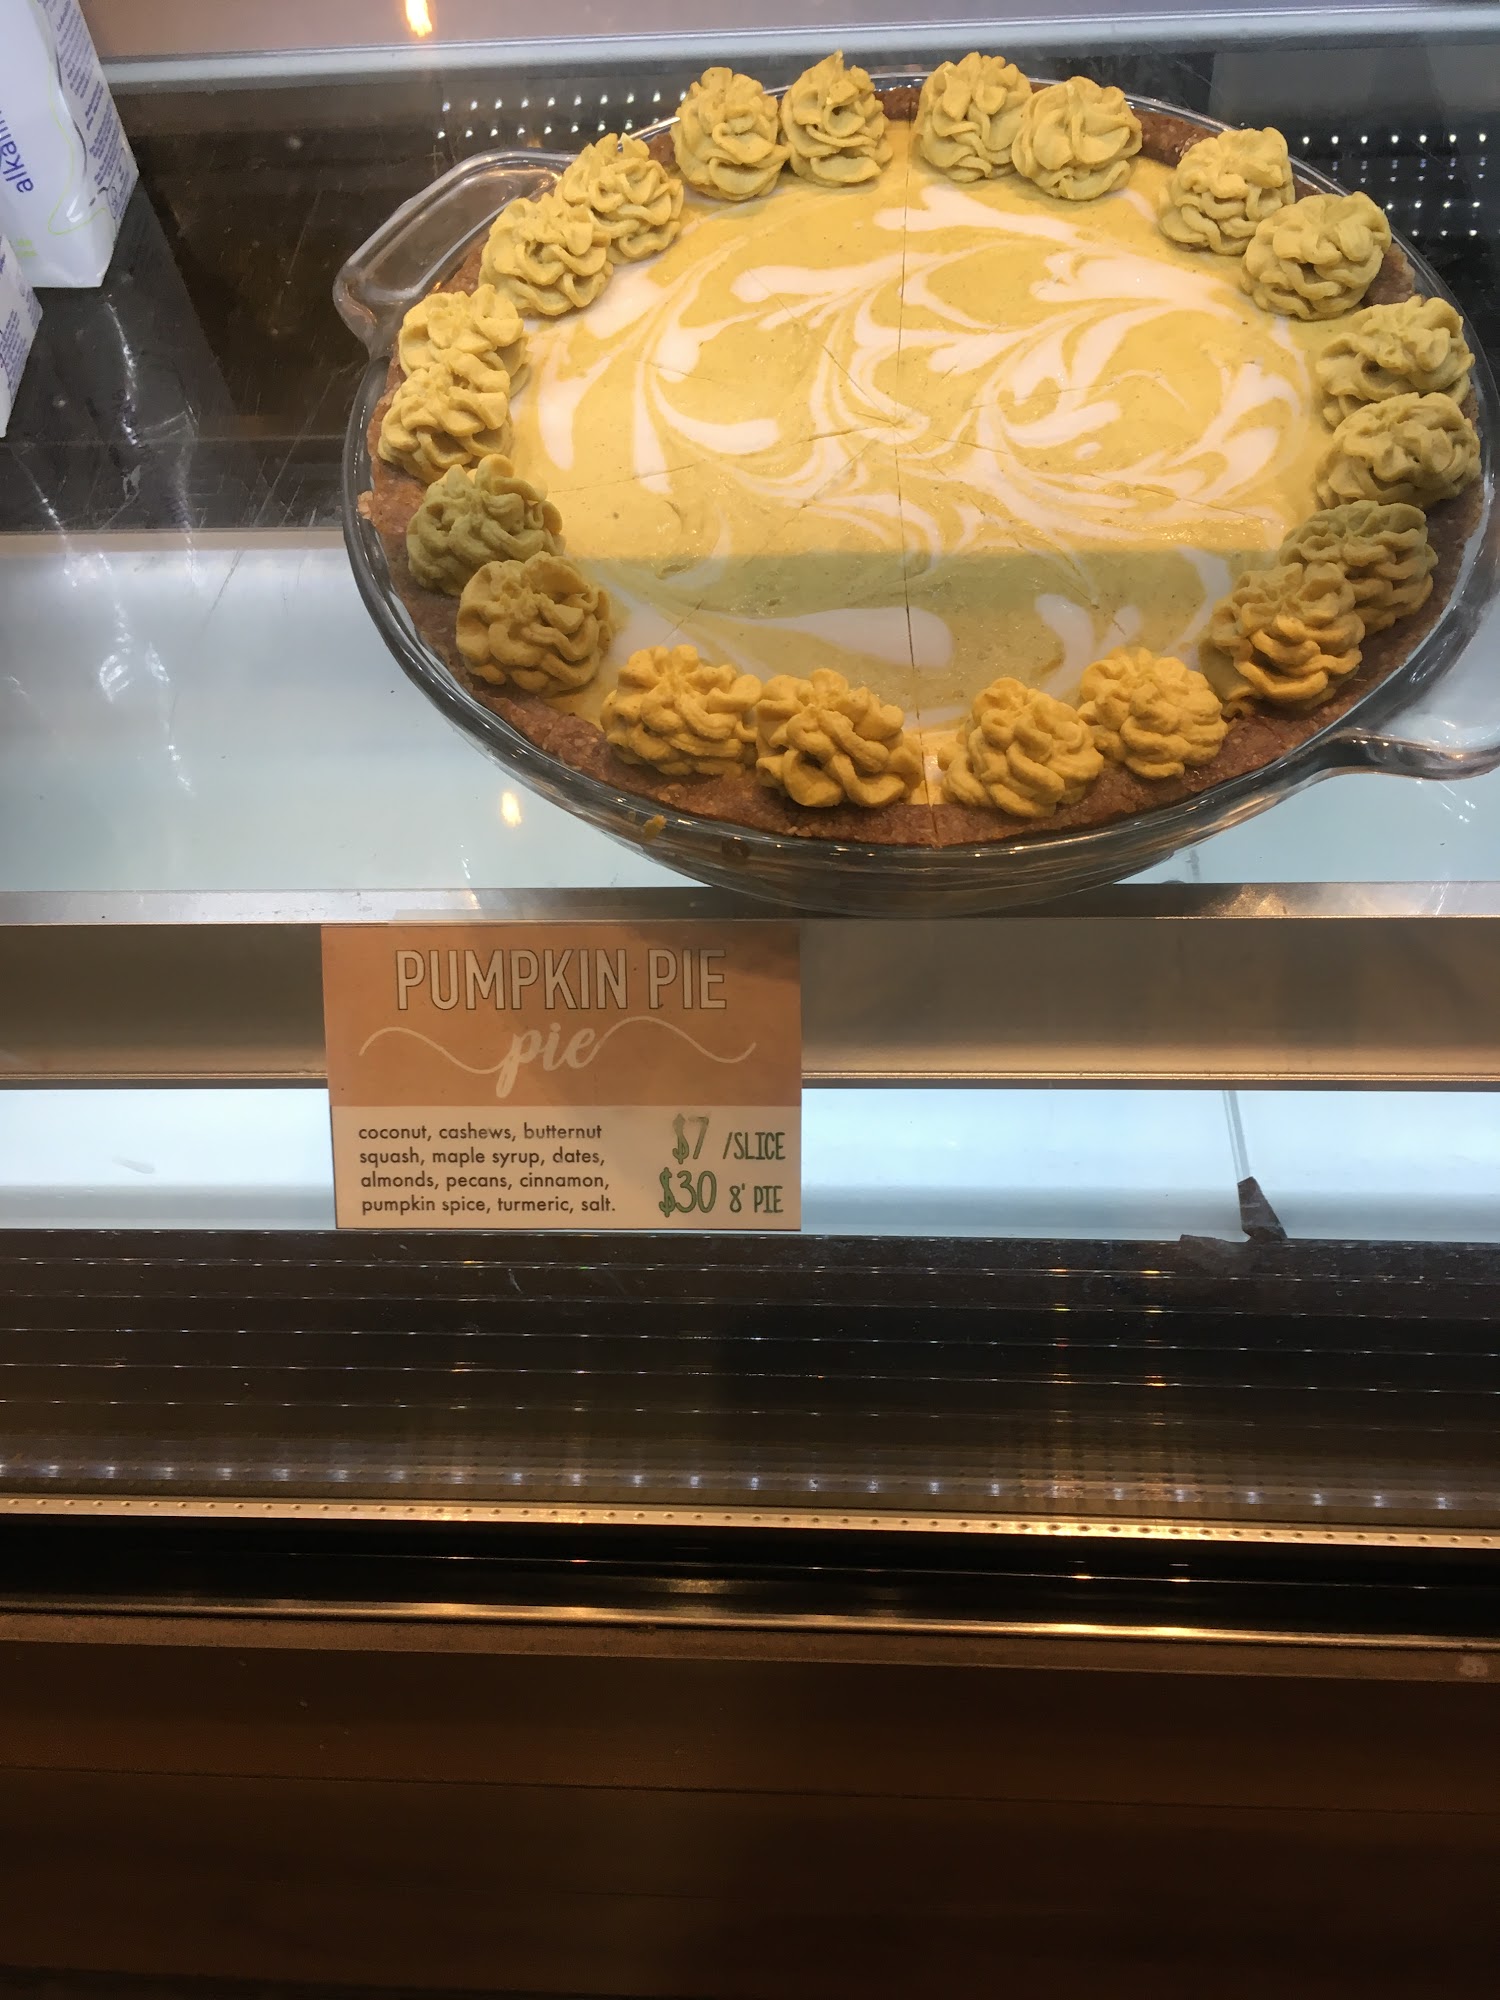 alka
PUMPKIN PIE
pie
coconut, cashews, butternut
squash, maple syrup, dates,
almonds, pecans, cinnamon,
pumpkin spice, turmeric, salt.
$7 /SLICE
$30 8' PIE